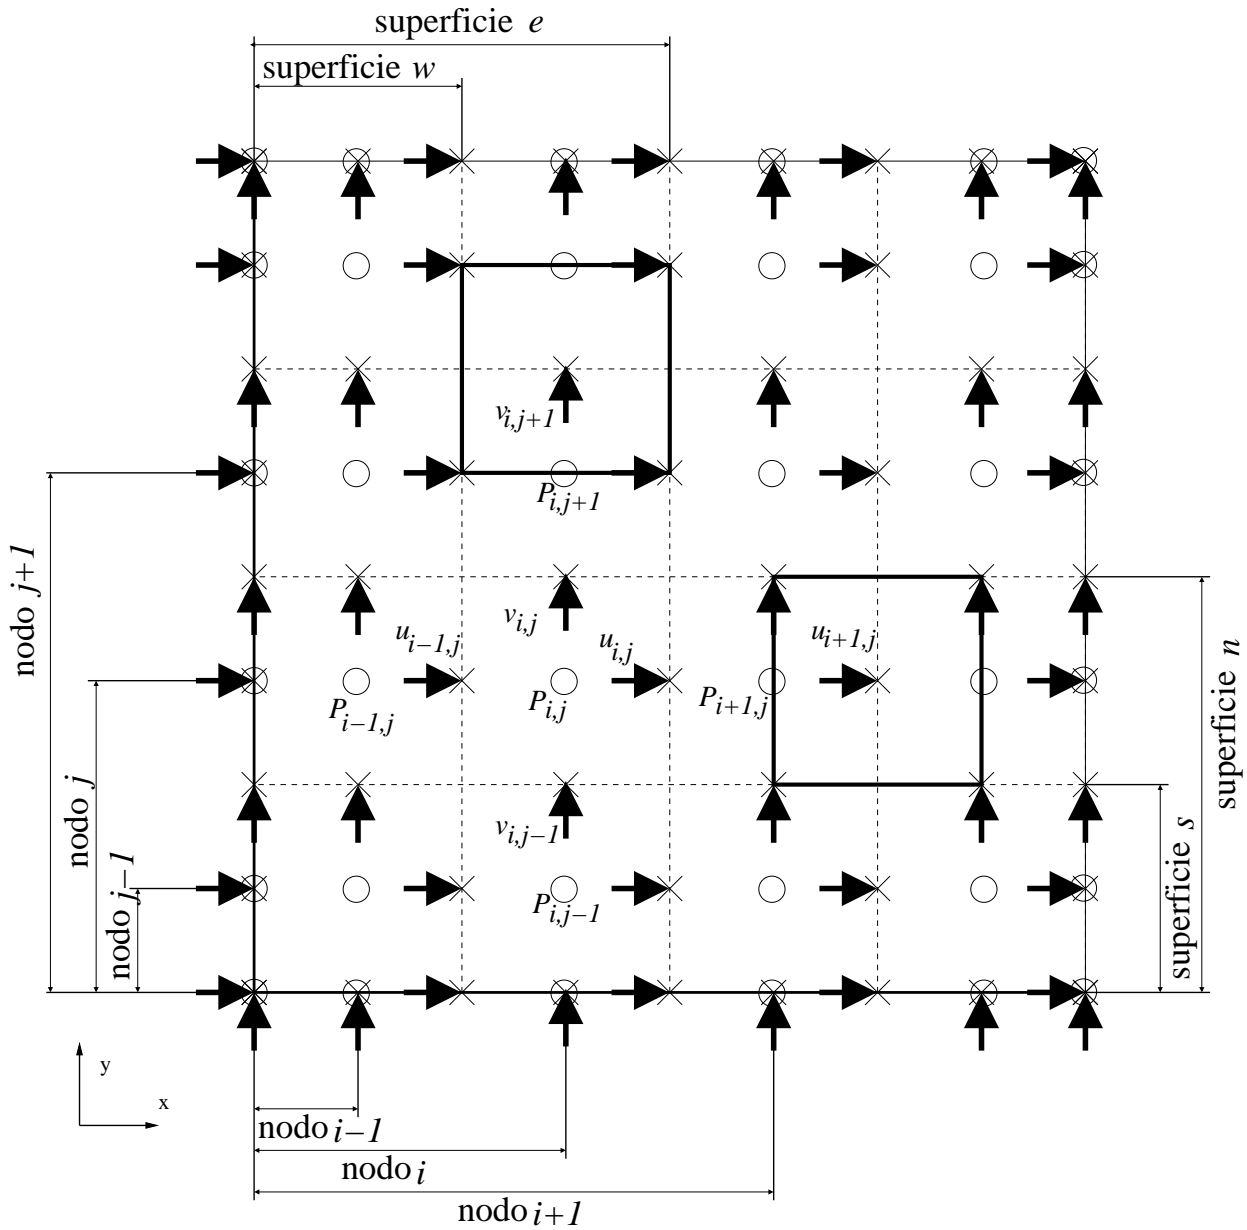 superficie e
superficie w
v_{i,j+1}
P_{i,j+1}
nodo j+1
v_{i,j}
u_{i−1,j}
u_{i,j}
u_{i+1,j}
superficie n
P_{i−1,j}
P_{i,j}
P_{i+1,j}
nodo j
v_{i,j−1}
superficie s
nodo j−1
P_{i,j−1}
y
x
nodo i−1
nodo i
nodo i+1